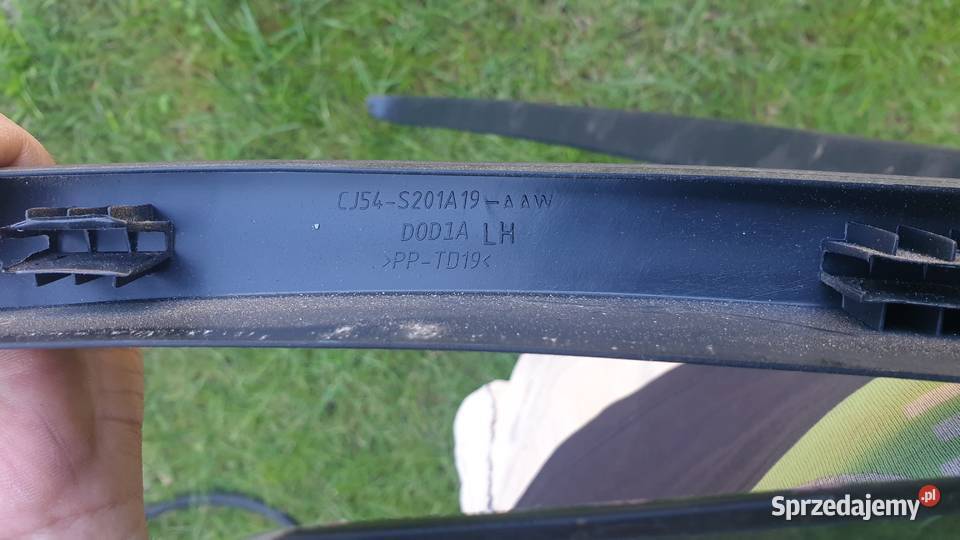 CJ54-S201A19-AAW
DOD1A LH
>PP-TD19<
Sprzedajemy.pl